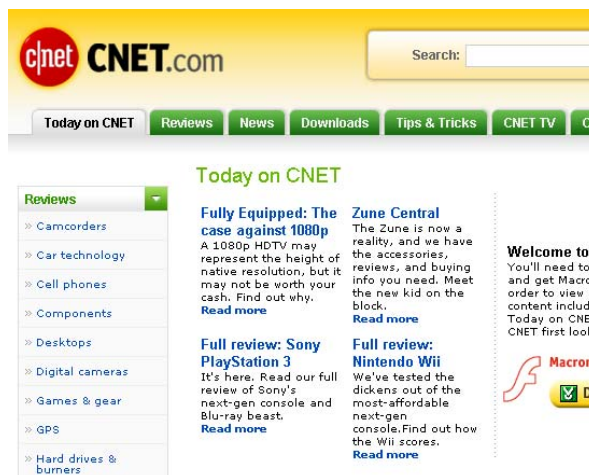 c|net CNET.com
Search:
Today on CNET
Reviews
News
Downloads
Tips & Tricks
CNET TV
Today on CNET
Reviews
» Camcorders
» Car technology
» Cell phones
» Components
» Desktops
» Digital cameras
» Games & gear
» GPS
» Hard drives &
burners
Fully Equipped: The
case against 1080p
A 1080p HDTV may
represent the height of
native resolution, but it
may not be worth your
cash. Find out why.
Read more
Zune Central
The Zune is now a
reality, and we have
the accessories,
reviews, and buying
info you need. Meet
the new kid on the
block.
Read more
Full review: Sony
PlayStation 3
It's here. Read our full
review of Sony's
next-gen console and
Blu-ray beast.
Read more
Full review:
Nintendo Wii
We've tested the
dickens out of the
most-affordable
next-gen
console.Find out how
the Wii scores.
Read more
Welcome to
You'll need to
and get Macro
order to view
content includ
Today on CNE
CNET first lool
Macror